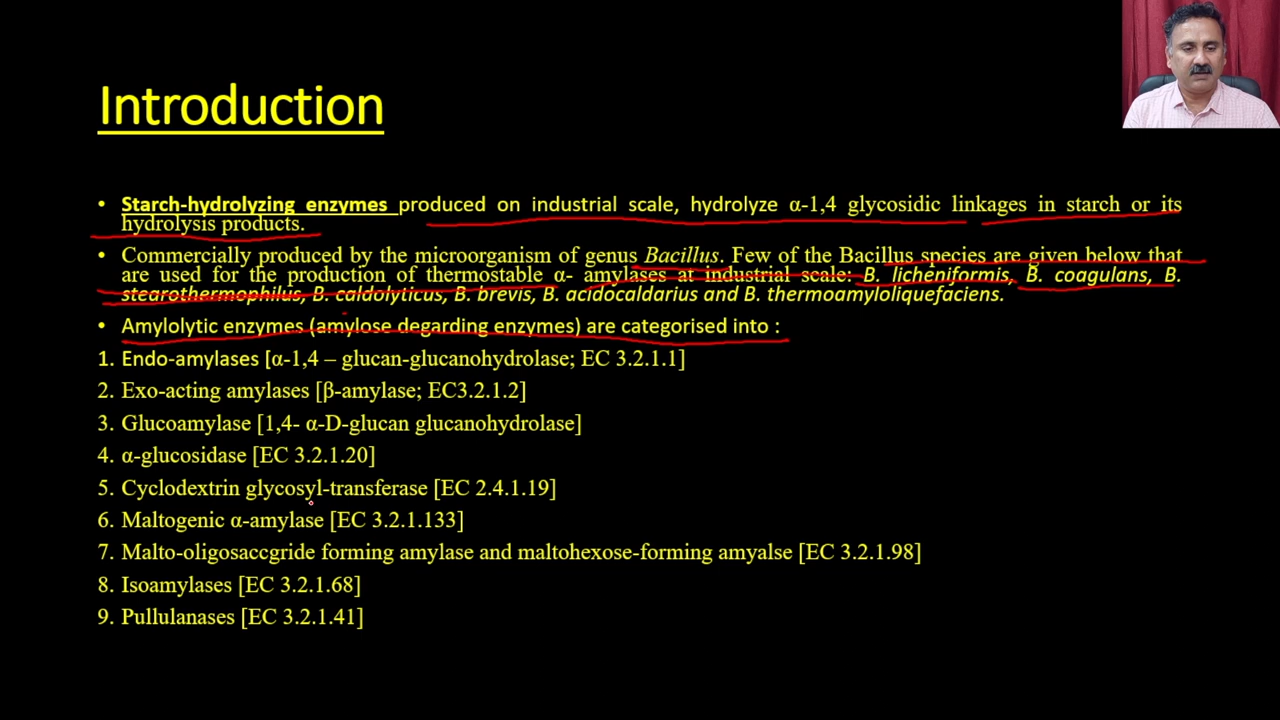 Introduction
• Starch-hydrolyzing enzymes produced on industrial scale, hydrolyze α-1,4 glycosidic linkages in starch or its
hydrolysis products.
• Commercially produced by the microorganism of genus Bacillus. Few of the Bacillus species are given below that
are used for the production of thermostable α- amylases at industrial scale: B. licheniformis, B. coagulans, B.
stearothermophilus, B. caldolyticus, B. brevis, B. acidocaldarius and B. thermoamyloliquefaciens.
• Amylolytic enzymes (amylose degarding enzymes) are categorised into :
1. Endo-amylases [α-1,4 – glucan-glucanohydrolase; EC 3.2.1.1]
2. Exo-acting amylases [β-amylase; EC3.2.1.2]
3. Glucoamylase [1,4- α-D-glucan glucanohydrolase]
4. α-glucosidase [EC 3.2.1.20]
5. Cyclodextrin glycosyl-transferase [EC 2.4.1.19]
6. Maltogenic α-amylase [EC 3.2.1.133]
7. Malto-oligosaccgride forming amylase and maltohexose-forming amyalse [EC 3.2.1.98]
8. Isoamylases [EC 3.2.1.68]
9. Pullulanases [EC 3.2.1.41]